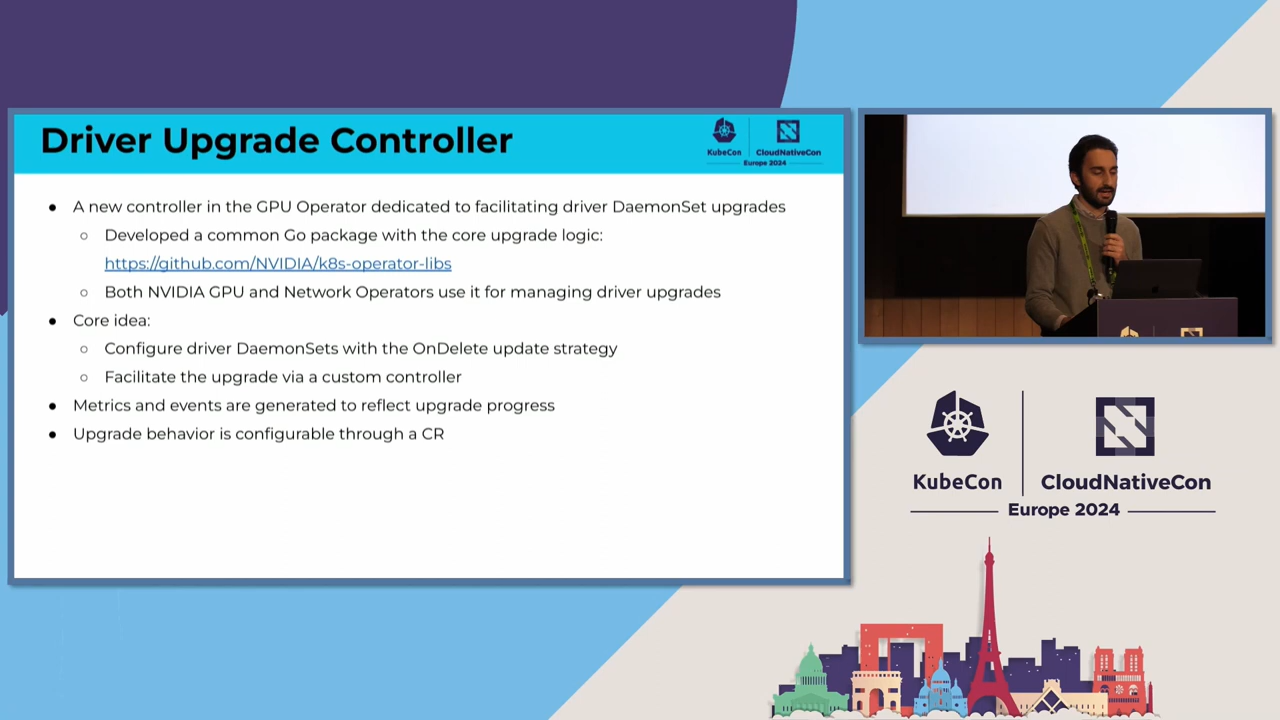 Driver Upgrade Controller
KubeCon
CloudNativeCon
Europe 2024
● A new controller in the GPU Operator dedicated to facilitating driver DaemonSet upgrades
○ Developed a common Go package with the core upgrade logic:
https://github.com/NVIDIA/k8s-operator-libs
○ Both NVIDIA GPU and Network Operators use it for managing driver upgrades
● Core idea:
○ Configure driver DaemonSets with the OnDelete update strategy
○ Facilitate the upgrade via a custom controller
● Metrics and events are generated to reflect upgrade progress
● Upgrade behavior is configurable through a CR
KubeCon
CloudNativeCon
Europe 2024